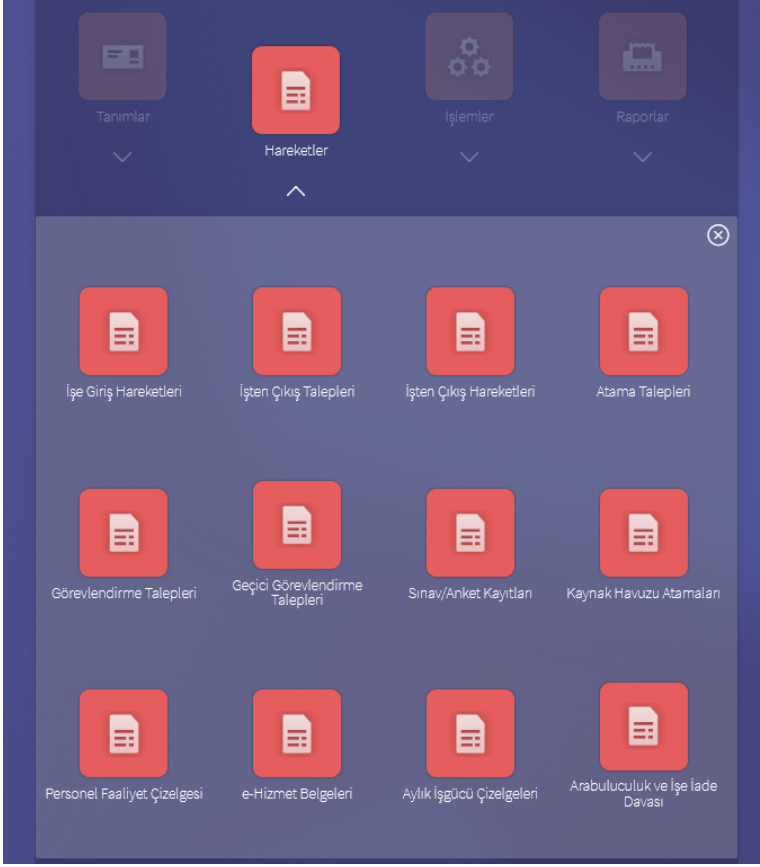 Tanımlar
Hareketler
İşlemler
Raporlar
İşe Giriş Hareketleri
İşten Çıkış Talepleri
İşten Çıkış Hareketleri
Atama Talepleri
Görevlendirme Talepleri
Geçici Görevlendirme
Talepleri
Sınav/Anket Kayıtları
Kaynak Havuzu Atamaları
Personel Faaliyet Çizelgesi
e-Hizmet Belgeleri
Aylık İşgücü Çizelgeleri
Arabuluculuk ve İşe İade
Davası